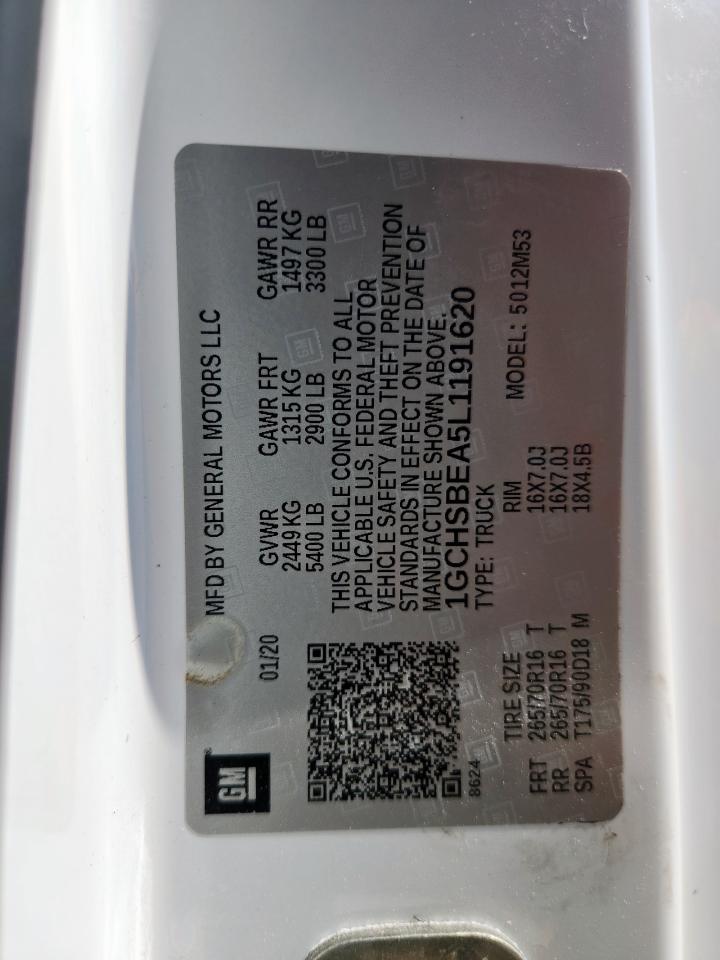 GM
MFD BY GENERAL MOTORS LLC
01/20
GVWR GAWR FRT GAWR RR
2449 KG 1315 KG 1497 KG
5400 LB 2900 LB 3300 LB
THIS VEHICLE CONFORMS TO ALL
APPLICABLE U.S. FEDERAL MOTOR
VEHICLE SAFETY AND THEFT PREVENTION
STANDARDS IN EFFECT ON THE DATE OF
MANUFACTURE SHOWN ABOVE.
1GCHSBEA5L1191620
8624
TYPE: TRUCK
TIRE SIZE RIM MODEL: 5012M53
FRT 265/70R16 T 16X7.0J
RR 265/70R16 T 16X7.0J
SPA T175/90D18 M 18X4.5B